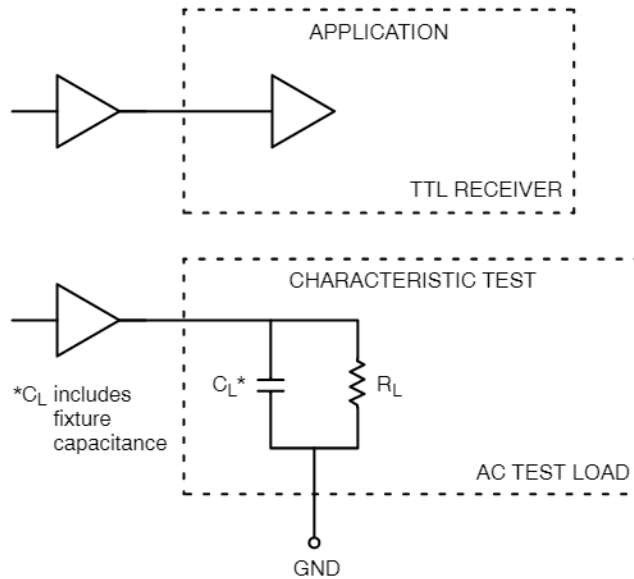 APPLICATION
TTL RECEIVER
CHARACTERISTIC TEST
*CL includes
fixture
capacitance
CL*
RL
AC TEST LOAD
GND